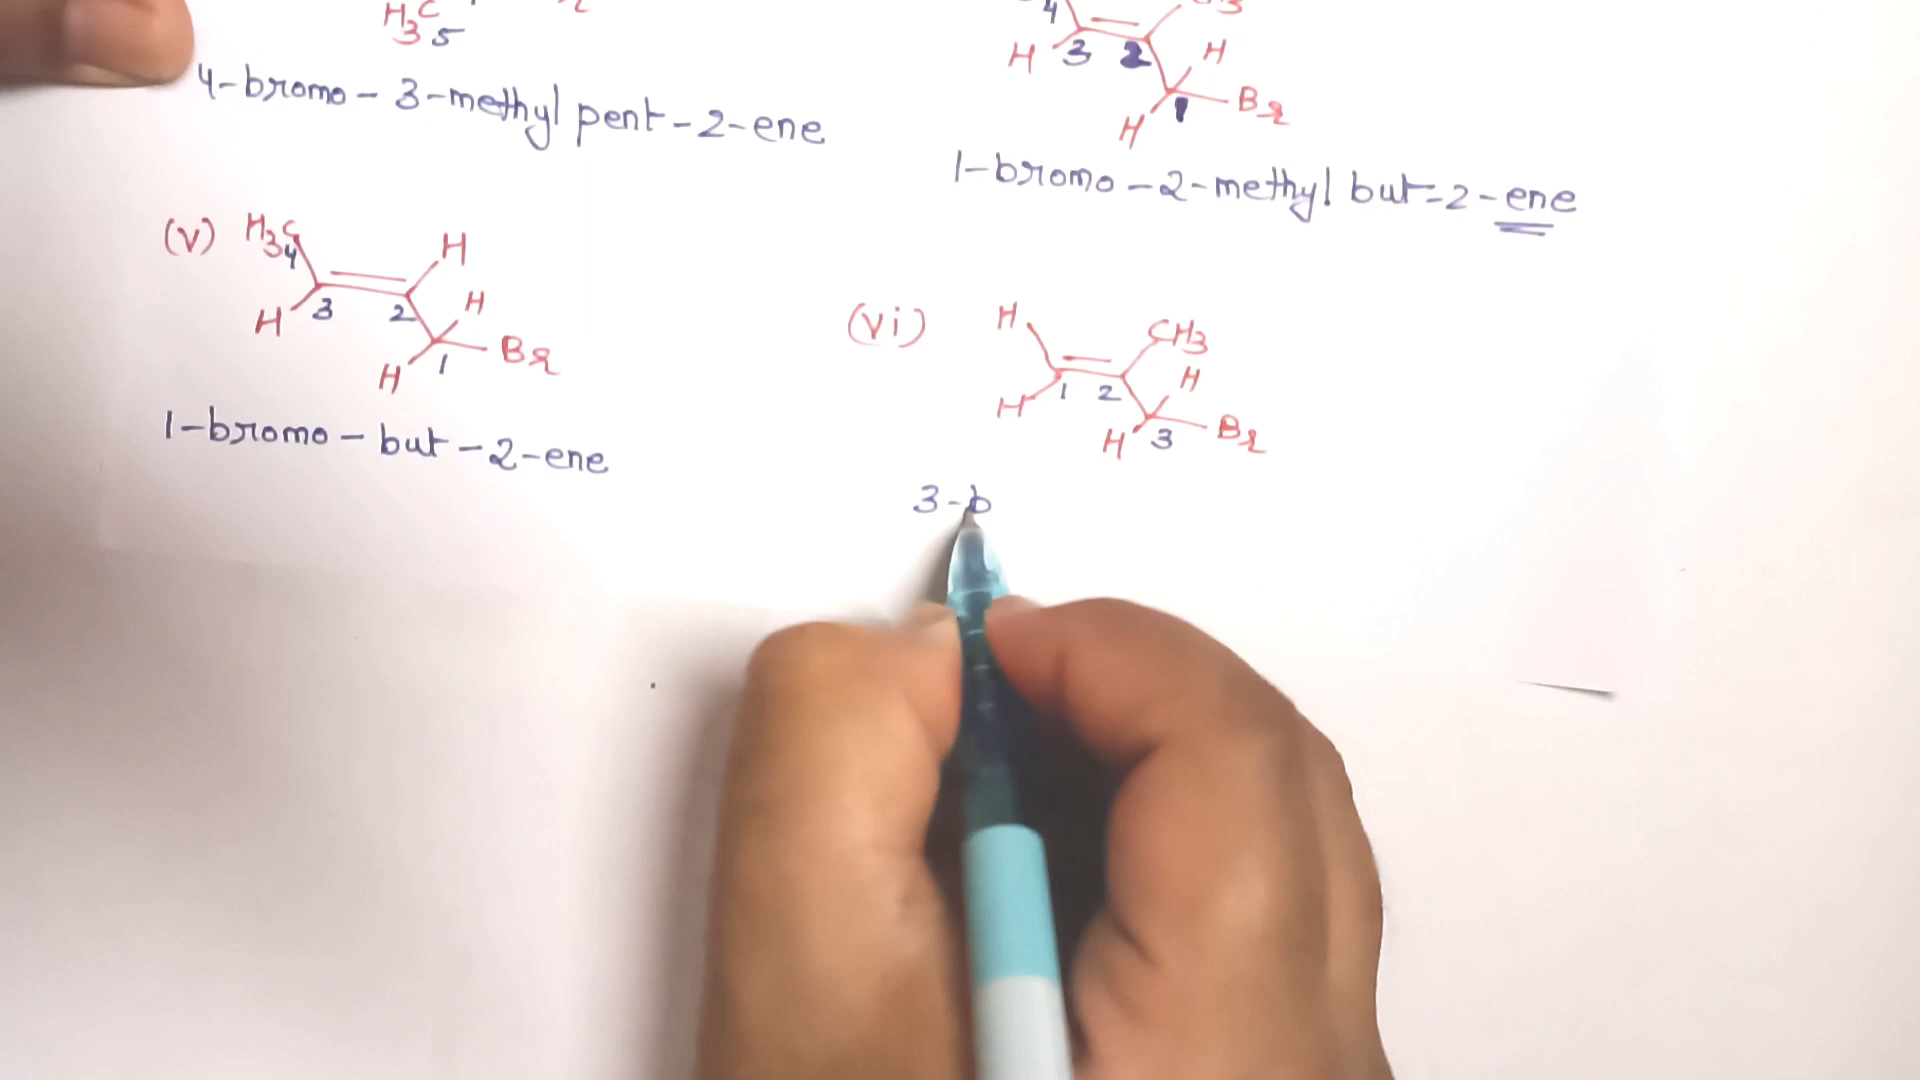 H3C
5
4-bromo-3-methyl pent-2-ene
4
H 3 2 H
1 Br
H
1-bromo-2-methyl but-2-ene
(v) H3C
4 H
H 3 2 H
H 1 Br
1-bromo-but-2-ene
(vi) H CH3
H 1 2 H
H 3 Br
3-b